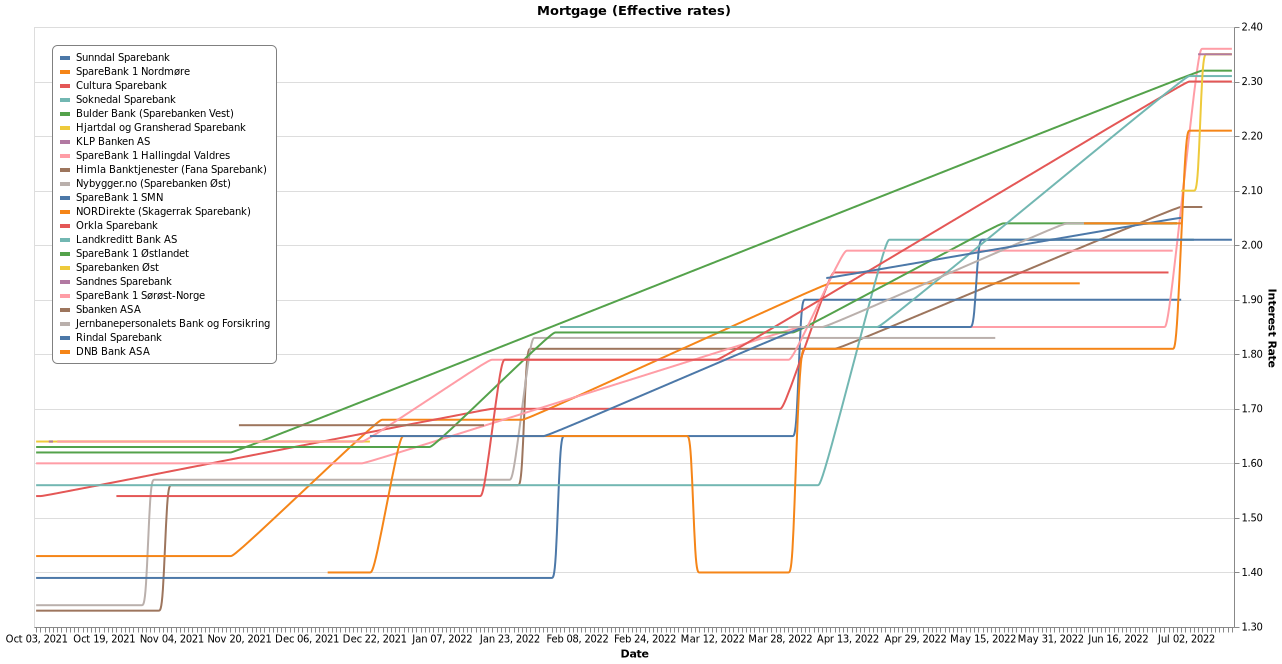 Mortgage (Effective rates)
Sunndal Sparebank
SpareBank 1 Nordmøre
Cultura Sparebank
Soknedal Sparebank
Bulder Bank (Sparebanken Vest)
Hjartdal og Gransherad Sparebank
KLP Banken AS
SpareBank 1 Hallingdal Valdres
Himla Banktjenester (Fana Sparebank)
Nybygger.no (Sparebanken Øst)
SpareBank 1 SMN
NORDirekte (Skagerrak Sparebank)
Orkla Sparebank
Landkreditt Bank AS
SpareBank 1 Østlandet
Sparebanken Øst
Sandnes Sparebank
SpareBank 1 Sørøst-Norge
Sbanken ASA
Jernbanepersonalets Bank og Forsikring
Rindal Sparebank
DNB Bank ASA
2.40
2.30
2.20
2.10
2.00
1.90
1.80
1.70
1.60
1.50
1.40
1.30
Interest Rate
Oct 03, 2021 Oct 19, 2021 Nov 04, 2021 Nov 20, 2021 Dec 06, 2021 Dec 22, 2021 Jan 07, 2022 Jan 23, 2022 Feb 08, 2022 Feb 24, 2022 Mar 12, 2022 Mar 28, 2022 Apr 13, 2022 Apr 29, 2022 May 15, 2022 May 31, 2022 Jun 16, 2022 Jul 02, 2022
Date